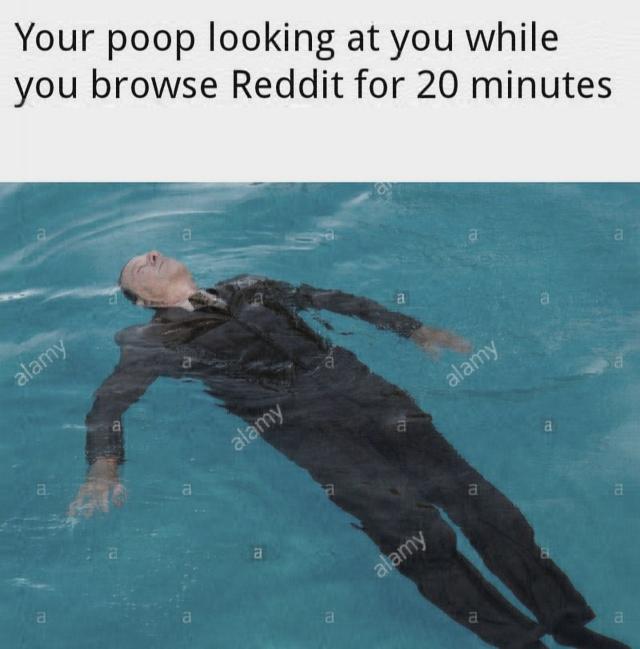 Your poop looking at you while
you browse Reddit for 20 minutes
a
a a a a a
a a a
alamy alamy a
a a
a alamy a a
a a a a a
alamy
a a a
a a a a a